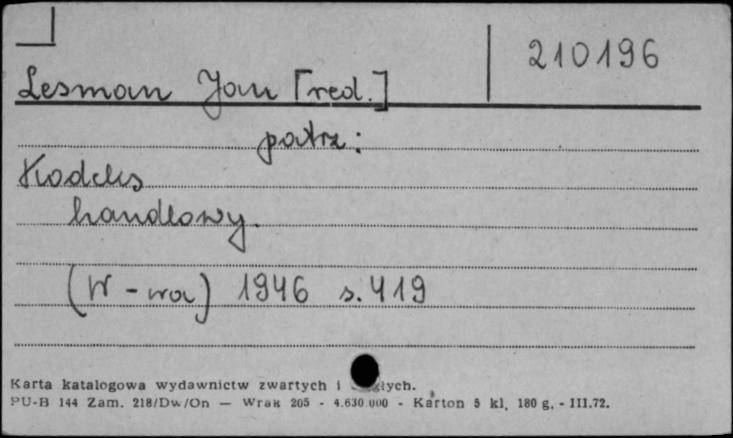 210196
Lesman Jan [red.]
patrz:
Kodeks
handlowy.
(W-wa) 1946 s. 419
Karta katalogowa wydawnictw zwartych i
PU-B 144 Zam. 218/Dw/On — Wrak 205 - 4.630.000 - Karton 5 kl. 180 g. - III.72.